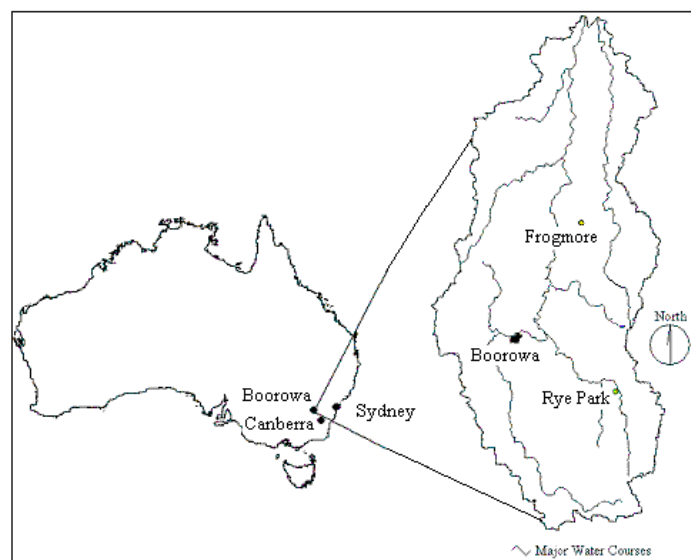 Frogmore
North
Boorowa
Rye Park
Boorowa
Sydney
Canberra
Major Water Courses